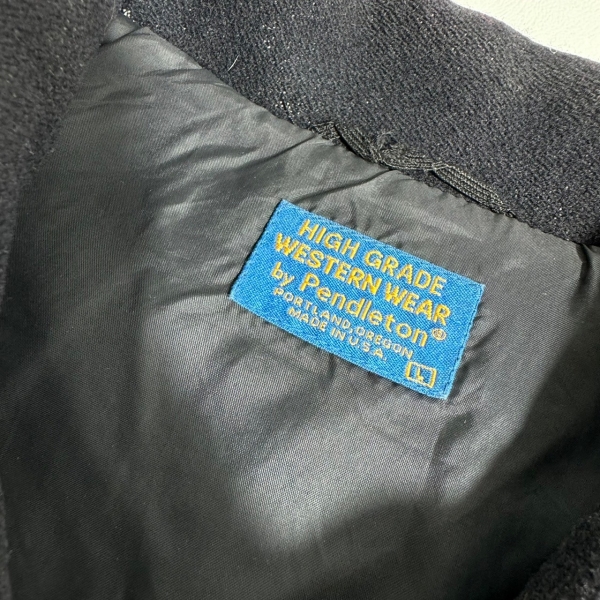 HIGH GRADE
WESTERN WEAR
by Pendleton®
PORTLAND, OREGON
MADE IN U.S.A.
L